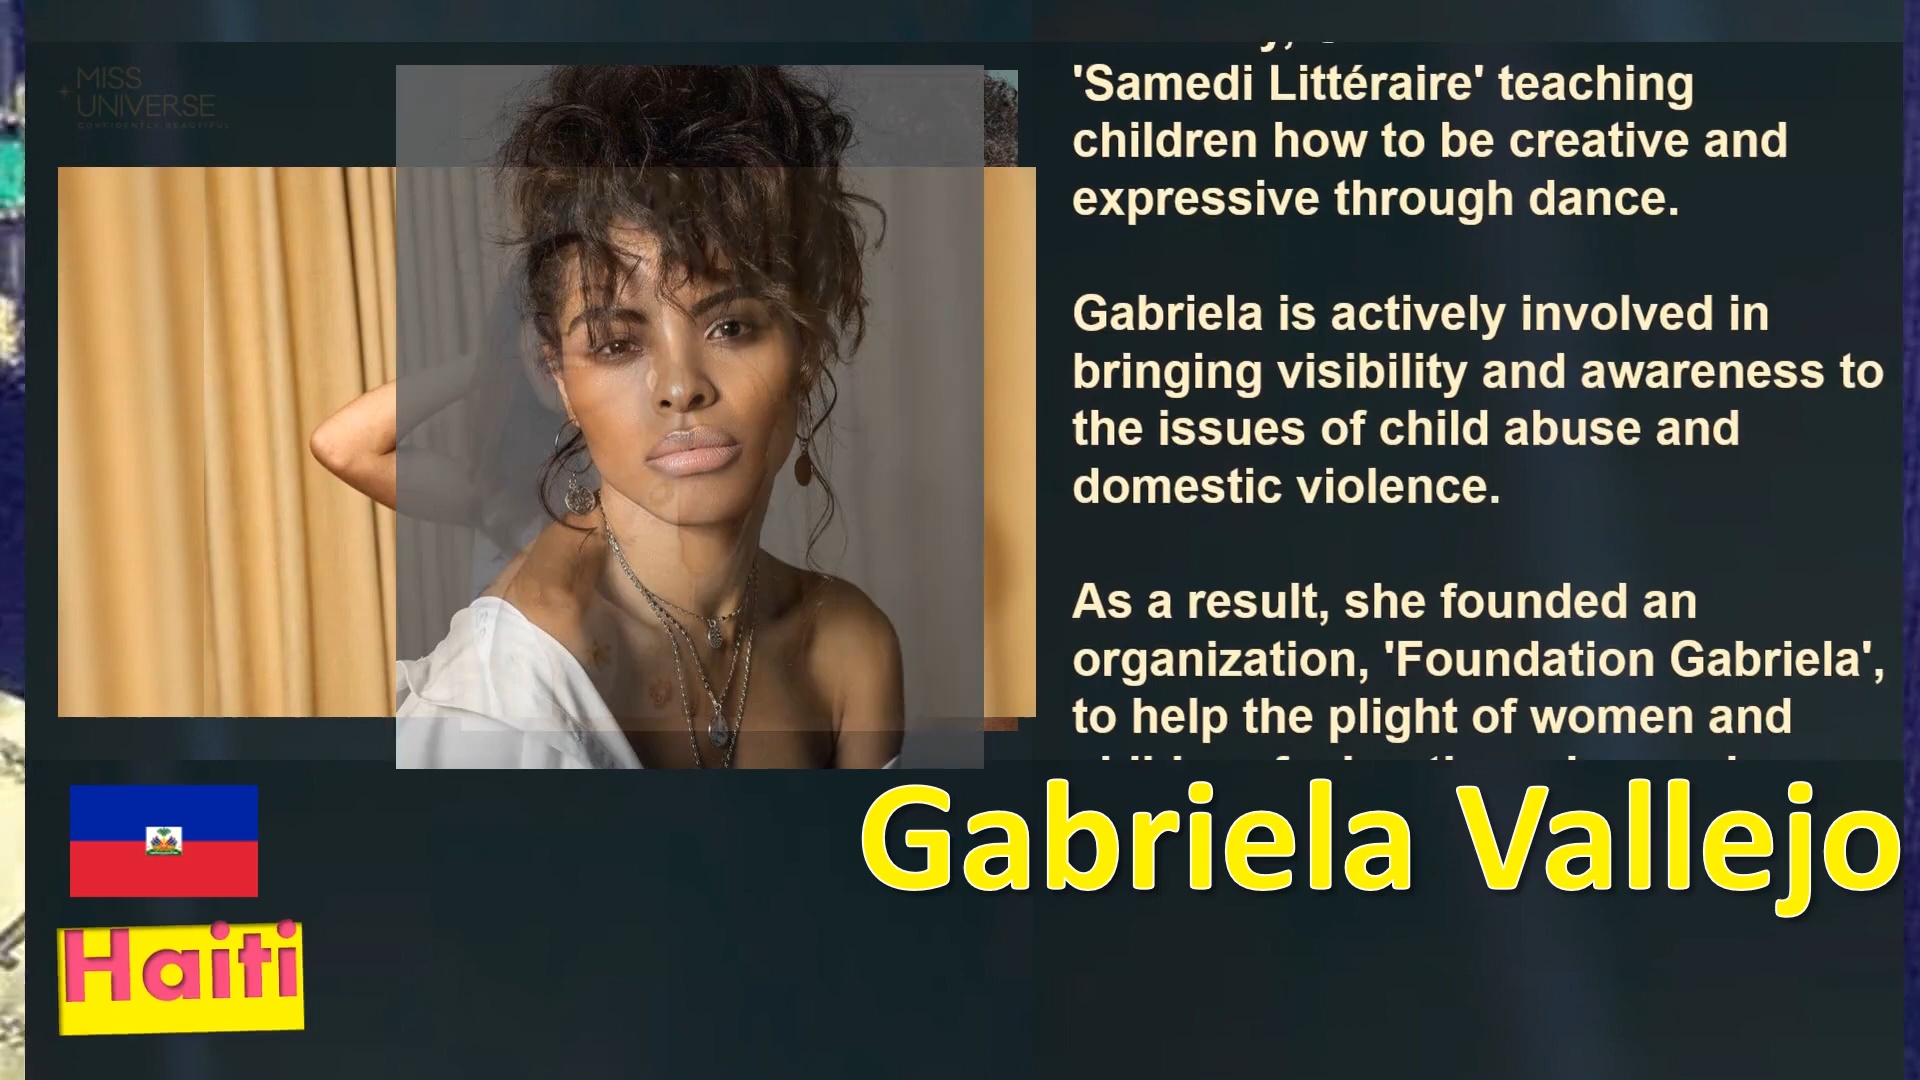 MISS
UNIVERSE
CONFIDENTLY BEAUTIFUL
'Samedi Littéraire' teaching
children how to be creative and
expressive through dance.
Gabriela is actively involved in
bringing visibility and awareness to
the issues of child abuse and
domestic violence.
As a result, she founded an
organization, 'Foundation Gabriela',
to help the plight of women and
Gabriela Vallejo
Haiti